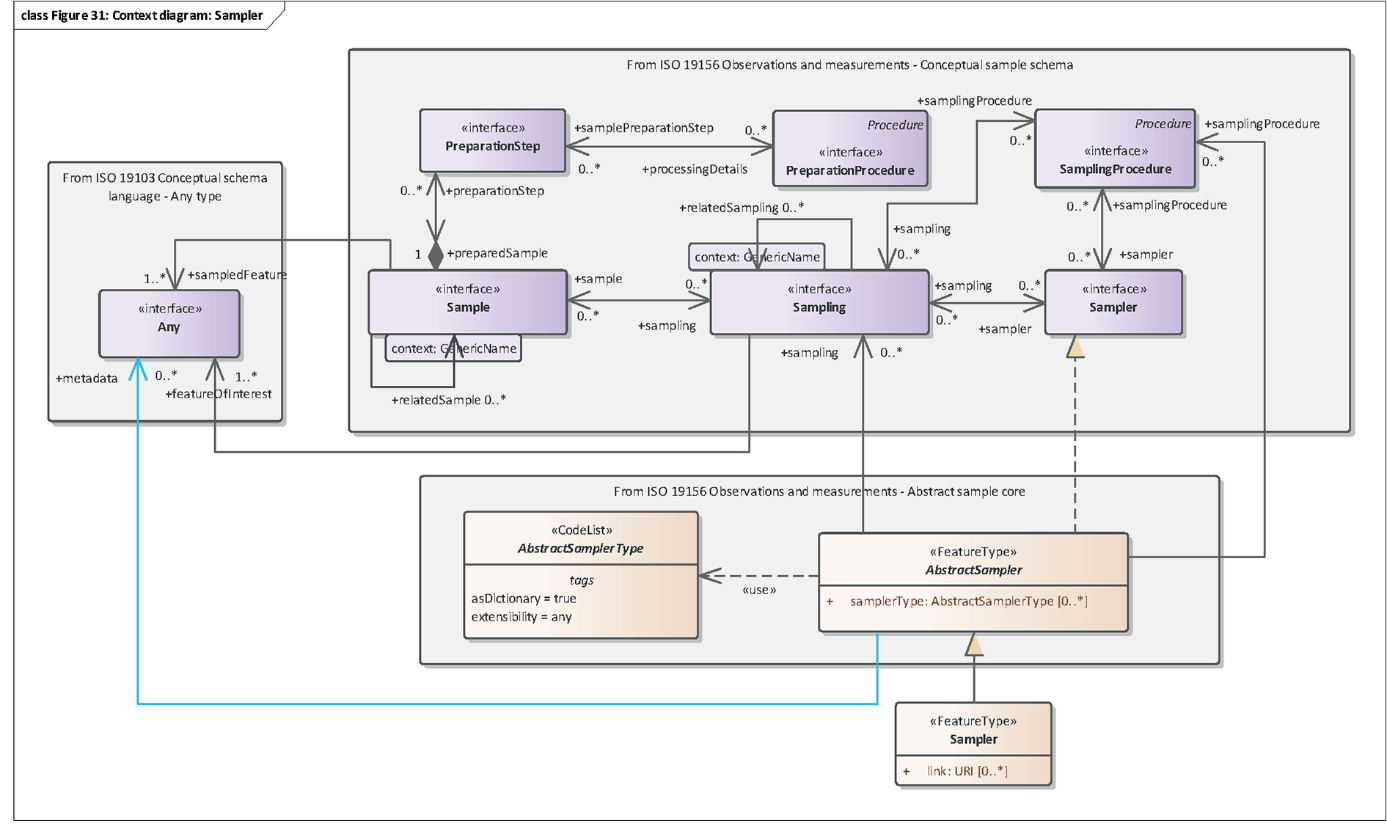 class Figure 31: Context diagram: Sampler
From ISO 19156 Observations and measurements - Conceptual sample schema
+samplingProcedure
«interface»
PreparationStep
+samplePreparationStep
0..*
0..*
+processingDetails
Procedure
«interface»
PreparationProcedure
0..*
Procedure
«interface»
SamplingProcedure
+samplingProcedure
0..*
From ISO 19103 Conceptual schema
language - Any type
0..*
+preparationStep
+relatedSampling 0..*
0..*
+samplingProcedure
+sampling
1
+preparedSample
context: GenericName
0..*
0..*
+sampler
1..*
+sampledFeature
«interface»
Any
«interface»
Sample
+sample
0..*
0..*
+sampling
«interface»
Sampling
+sampling
0..*
0..*
+sampler
«interface»
Sampler
context: GenericName
+sampling
0..*
+metadata
0..*
1..*
+featureOfInterest
+relatedSample 0..*
From ISO 19156 Observations and measurements - Abstract sample core
«CodeList»
AbstractSamplerType
tags
asDictionary = true
extensibility = any
«use»
«FeatureType»
AbstractSampler
+ samplerType: AbstractSamplerType [0..*]
«FeatureType»
Sampler
+ link: URI [0..*]